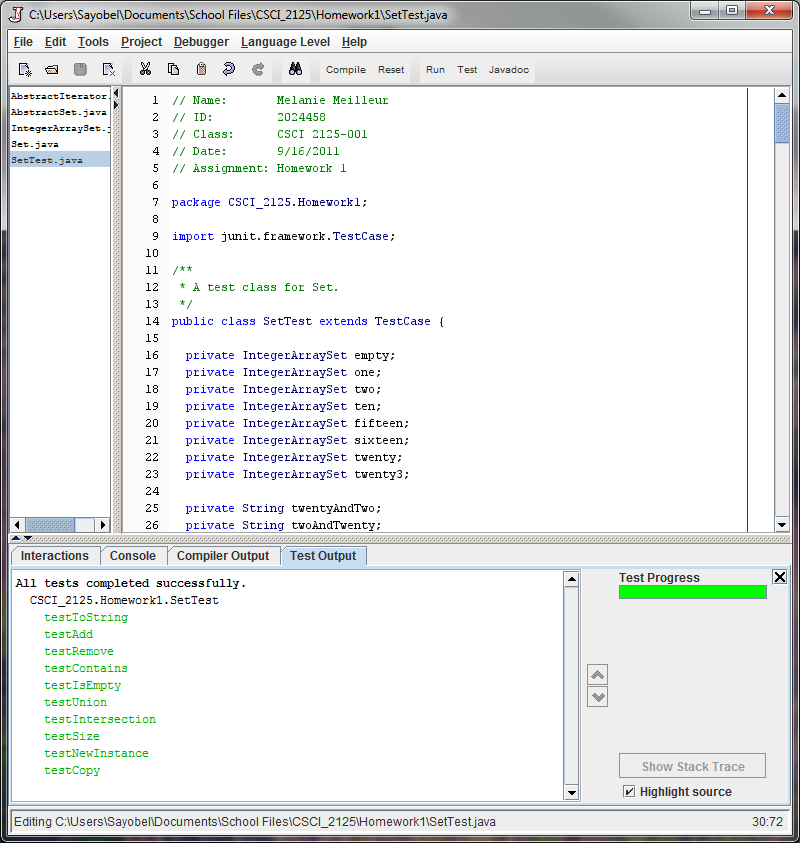 C:\Users\Sayobel\Documents\School Files\CSCI_2125\Homework1\SetTest.java
File Edit Tools Project Debugger Language Level Help
Compile Reset Run Test Javadoc
AbstractIterator.
AbstractSet.java
IntegerArraySet.j
Set.java
SetTest.java
1 // Name: Melanie Meilleur
2 // ID: 2024458
3 // Class: CSCI 2125-001
4 // Date: 9/16/2011
5 // Assignment: Homework 1
6
7 package CSCI_2125.Homework1;
8
9 import junit.framework.TestCase;
10
11 /**
12 * A test class for Set.
13 */
14 public class SetTest extends TestCase {
15
16 private IntegerArraySet empty;
17 private IntegerArraySet one;
18 private IntegerArraySet two;
19 private IntegerArraySet ten;
20 private IntegerArraySet fifteen;
21 private IntegerArraySet sixteen;
22 private IntegerArraySet twenty;
23 private IntegerArraySet twenty3;
24
25 private String twentyAndTwo;
26 private String twoAndTwenty;
Interactions Console Compiler Output Test Output
All tests completed successfully.
CSCI_2125.Homework1.SetTest
testToString
testAdd
testRemove
testContains
testIsEmpty
testUnion
testIntersection
testSize
testNewInstance
testCopy
Test Progress
Show Stack Trace
Highlight source
Editing C:\Users\Sayobel\Documents\School Files\CSCI_2125\Homework1\SetTest.java
30:72